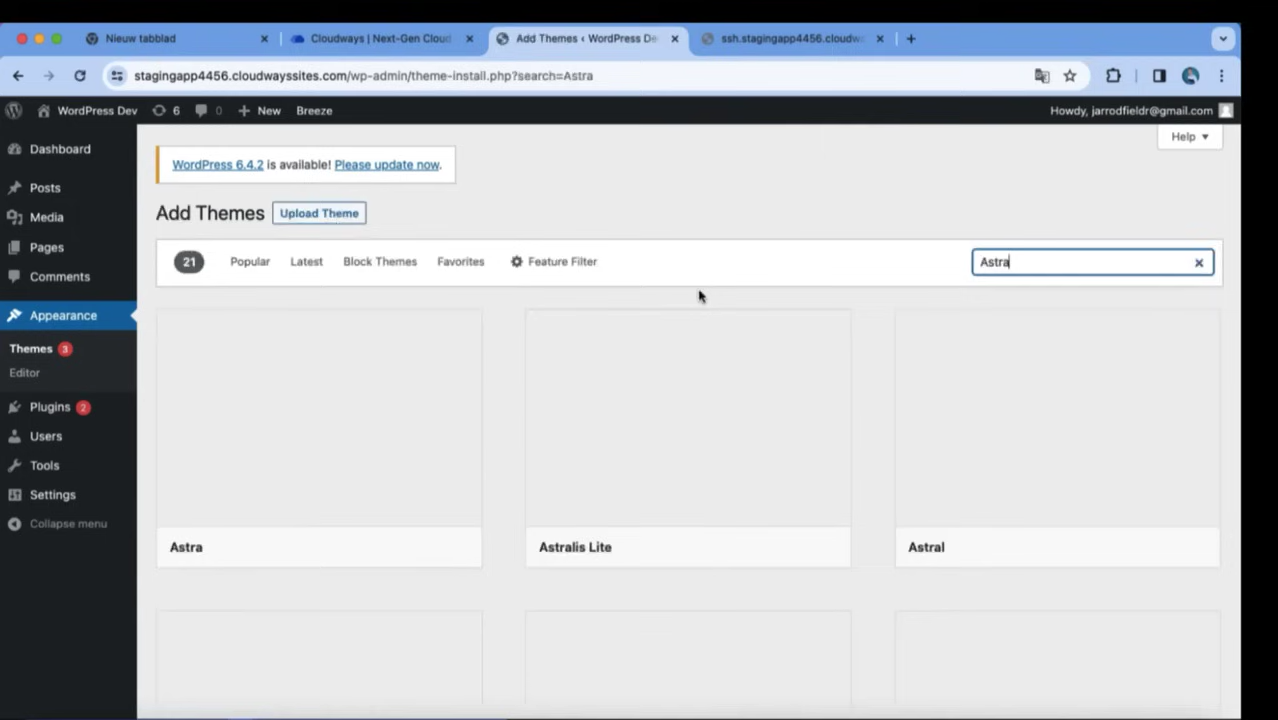 Nieuw tabblad
Cloudways | Next-Gen Cloud
Add Themes ‹ WordPress De
ssh.stagingapp4456.cloudw
stagingapp4456.cloudwayssites.com/wp-admin/theme-install.php?search=Astra
WordPress Dev 6 0 New Breeze Howdy, jarrodfieldr@gmail.com
Help
Dashboard
Posts
Media
Pages
Comments
Appearance
Themes 3
Editor
Plugins 2
Users
Tools
Settings
Collapse menu
WordPress 6.4.2 is available! Please update now.
Add Themes Upload Theme
21 Popular Latest Block Themes Favorites Feature Filter Astra
Astra
Astralis Lite
Astral